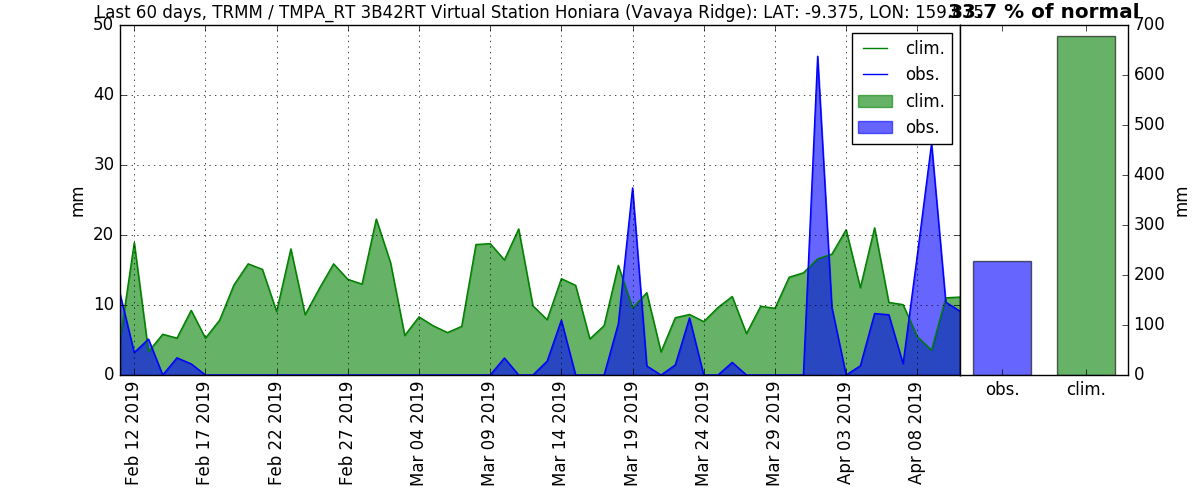 Last 60 days, TRMM / TMPA_RT 3B42RT Virtual Station Honiara (Vavaya Ridge): LAT: -9.375, LON:
33.7 % of normal
50
40
30
20
10
0
mm
clim.
obs.
clim.
obs.
700
600
500
400
300
200
100
0
mm
Feb 12 2019
Feb 17 2019
Feb 22 2019
Feb 27 2019
Mar 04 2019
Mar 09 2019
Mar 14 2019
Mar 19 2019
Mar 24 2019
Mar 29 2019
Apr 03 2019
Apr 08 2019
obs.
clim.